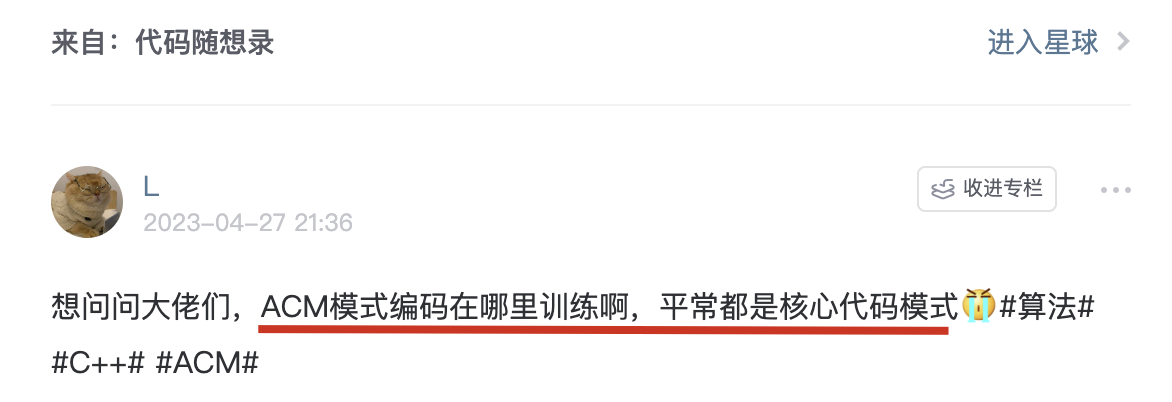 来自：代码随想录
进入星球
L
收进专栏
2023-04-27 21:36
想问问大佬们，ACM模式编码在哪里训练啊，平常都是核心代码模式😭#算法#
#C++# #ACM#